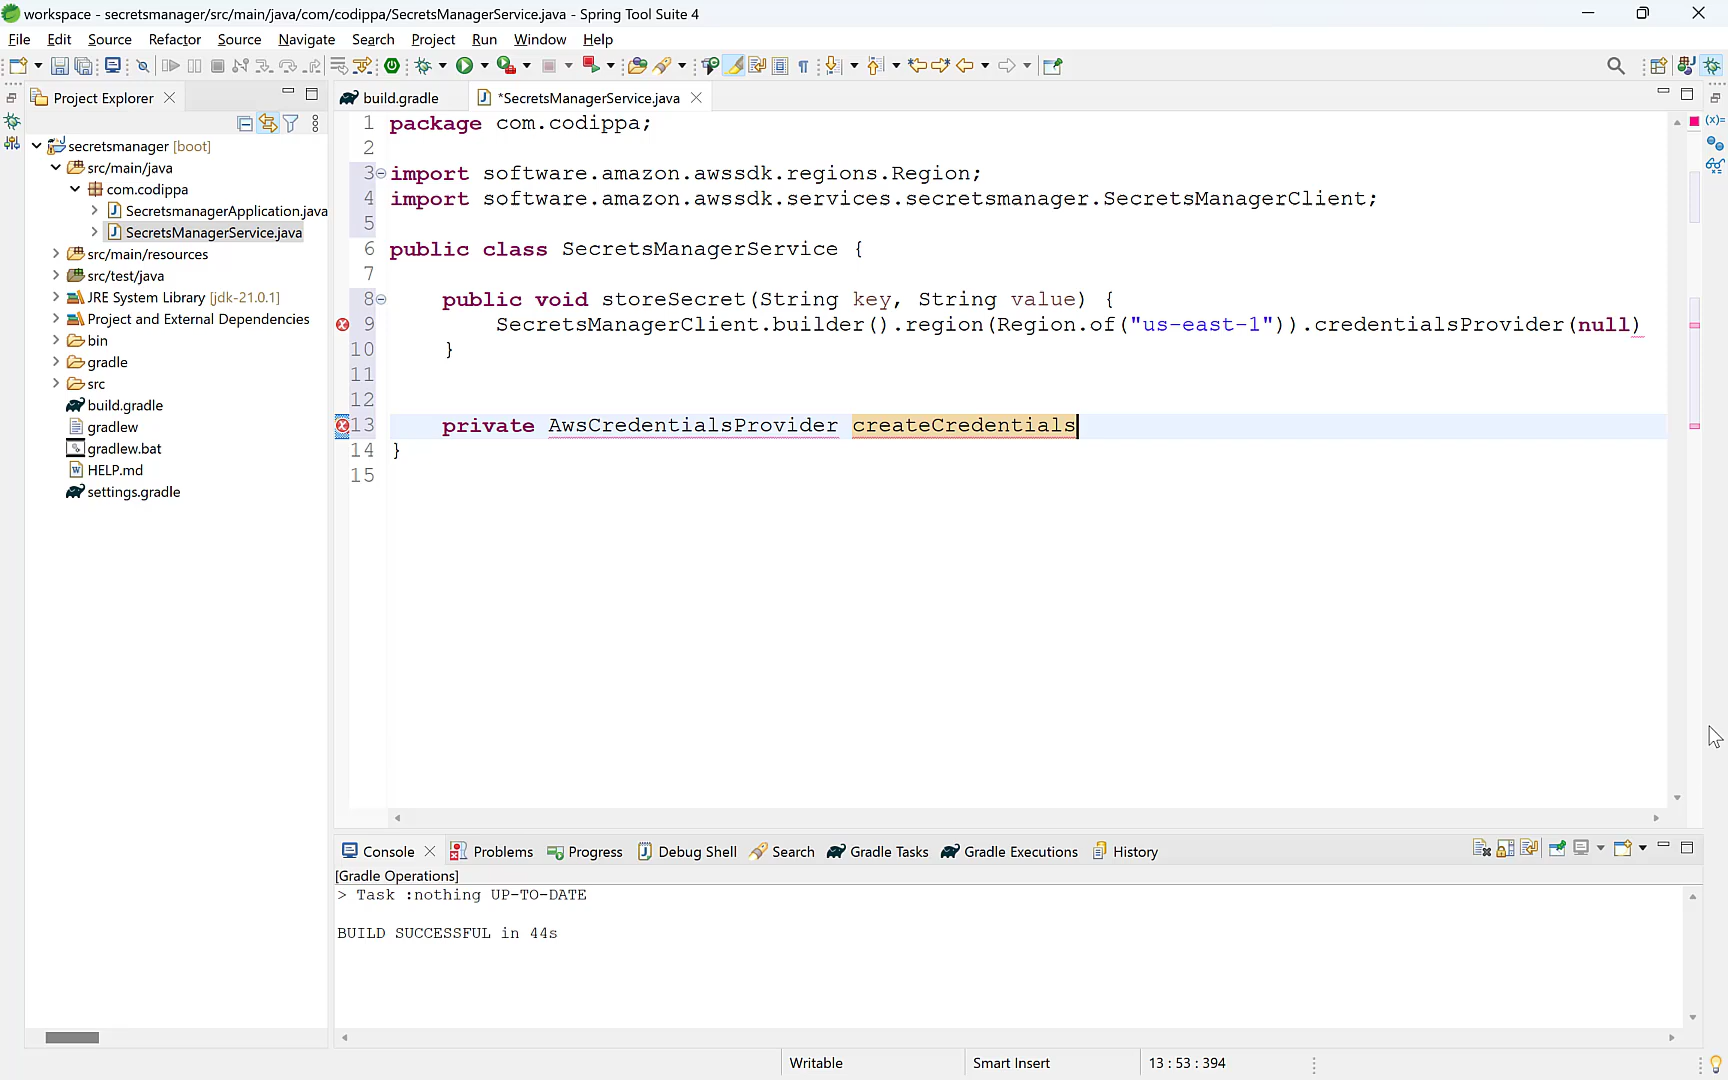 workspace - secretsmanager/src/main/java/com/codippa/SecretsManagerService.java - Spring Tool Suite 4
File Edit Source Refactor Source Navigate Search Project Run Window Help
Project Explorer
secretsmanager [boot]
src/main/java
com.codippa
SecretsmanagerApplication.java
SecretsManagerService.java
src/main/resources
src/test/java
JRE System Library [jdk-21.0.1]
Project and External Dependencies
bin
gradle
src
build.gradle
gradlew
gradlew.bat
HELP.md
settings.gradle
build.gradle *SecretsManagerService.java
1 package com.codippa;
2
3 import software.amazon.awssdk.regions.Region;
4 import software.amazon.awssdk.services.secretsmanager.SecretsManagerClient;
5
6 public class SecretsManagerService {
7
8 public void storeSecret(String key, String value) {
9 SecretsManagerClient.builder().region(Region.of("us-east-1")).credentialsProvider(null)
10 }
11
12
13 private AwsCredentialsProvider createCredentials
14 }
15
(x)=
Console Problems Progress Debug Shell Search Gradle Tasks Gradle Executions History
[Gradle Operations]
> Task :nothing UP-TO-DATE
BUILD SUCCESSFUL in 44s
Writable Smart Insert 13 : 53 : 394